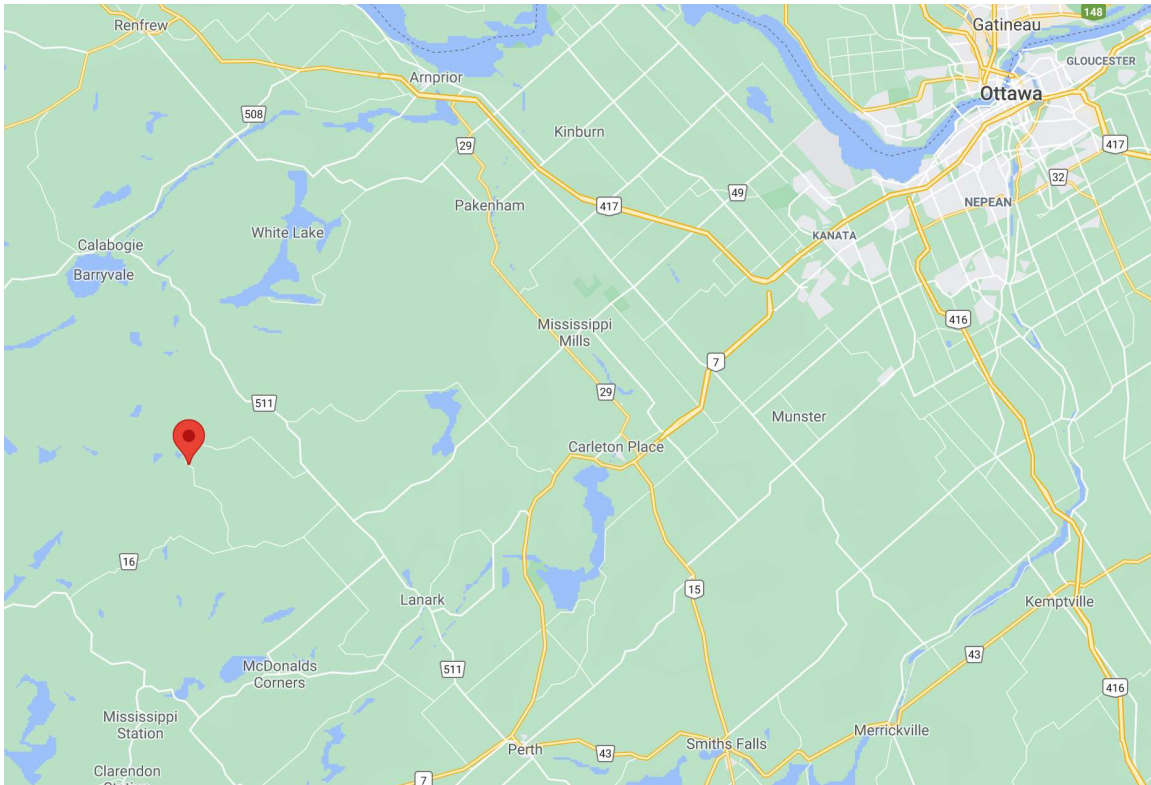 148
Renfrew
Gatineau
GLOUCESTER
Arnprior
Ottawa
508
Kinburn
29
417
32
49
Pakenham
417
NEPEAN
White Lake
KANATA
Calabogie
Barryvale
416
Mississippi
Mills
7
29
511
Munster
Carleton Place
16
15
Lanark
Kemptville
43
McDonalds
Corners
511
416
Mississippi
Station
Merrickville
Smiths Falls
Perth
43
Clarendon
7